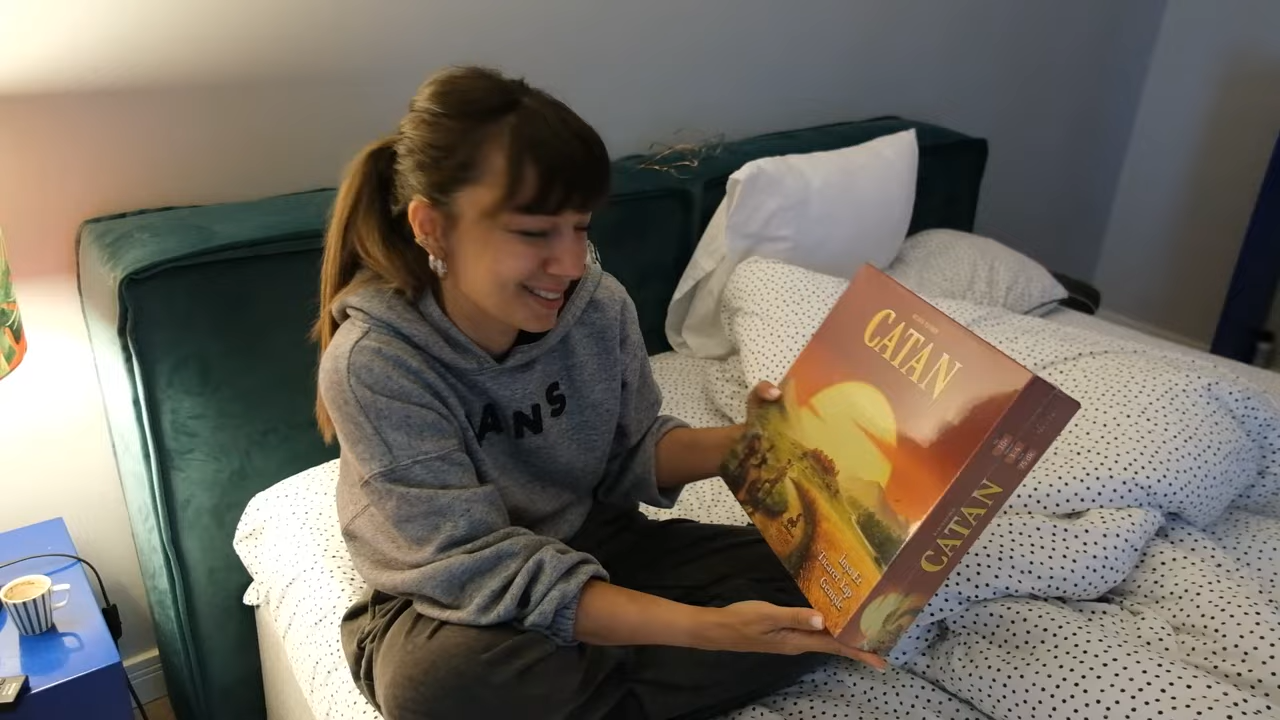 ANS
CATAN
İnşa Et
Ticaret Yap
Genişle
CATAN